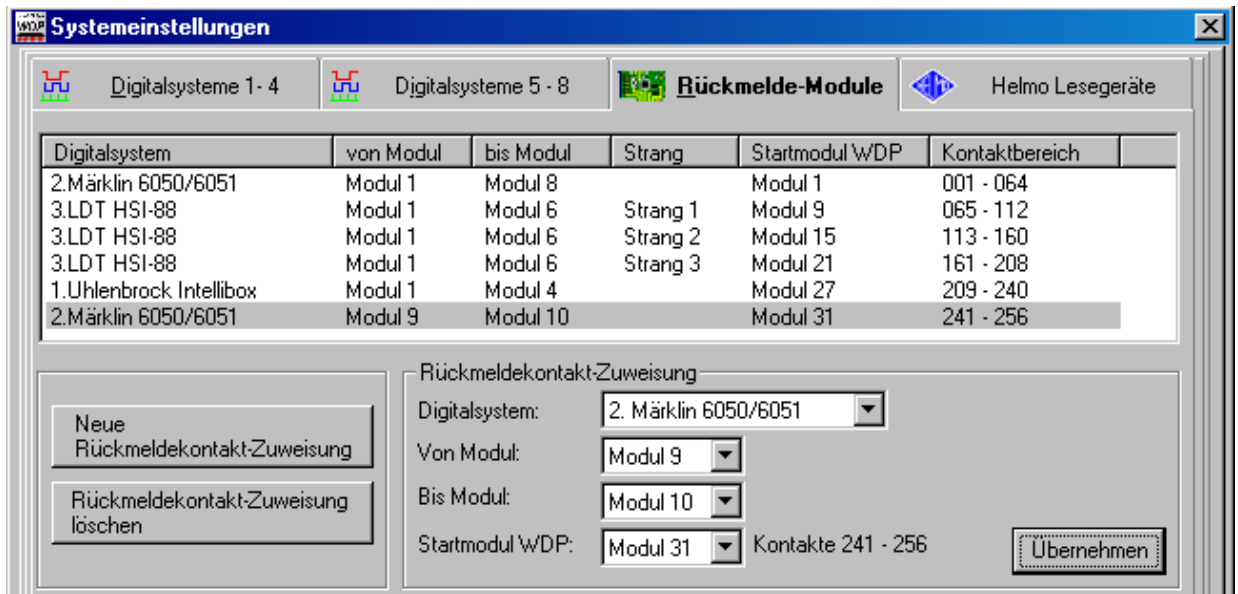 WDP Systemeinstellungen
Digitalsysteme 1- 4 Digitalsysteme 5 - 8 Rückmelde-Module Helmo Lesegeräte
Digitalsystem von Modul bis Modul Strang Startmodul WDP Kontaktbereich
2.Märklin 6050/6051 Modul 1 Modul 8 Modul 1 001 - 064
3.LDT HSI-88 Modul 1 Modul 6 Strang 1 Modul 9 065 - 112
3.LDT HSI-88 Modul 1 Modul 6 Strang 2 Modul 15 113 - 160
3.LDT HSI-88 Modul 1 Modul 6 Strang 3 Modul 21 161 - 208
1.Uhlenbrock Intellibox Modul 1 Modul 4 Modul 27 209 - 240
2.Märklin 6050/6051 Modul 9 Modul 10 Modul 31 241 - 256
Neue
Rückmeldekontakt-Zuweisung
Rückmeldekontakt-Zuweisung
löschen
Rückmeldekontakt-Zuweisung
Digitalsystem: 2. Märklin 6050/6051
Von Modul: Modul 9
Bis Modul: Modul 10
Startmodul WDP: Modul 31 Kontakte 241 - 256
Übernehmen